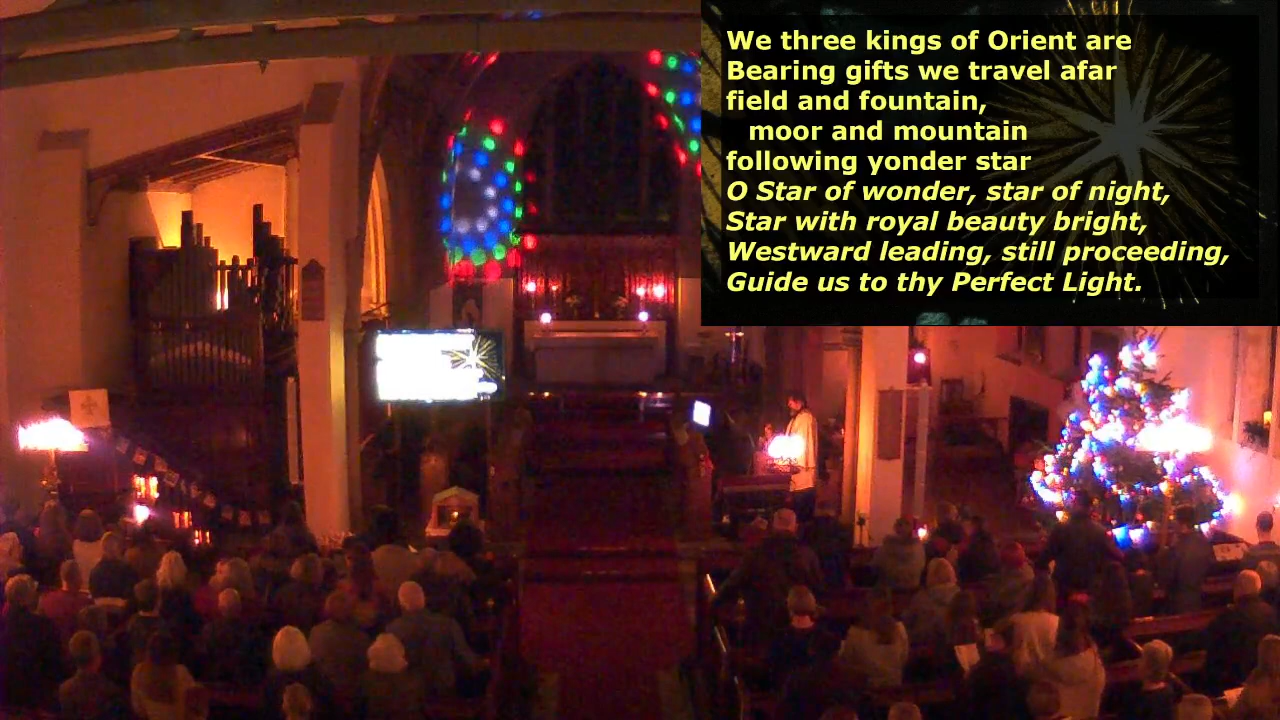 We three kings of Orient are
Bearing gifts we travel afar
field and fountain,
moor and mountain
following yonder star
O Star of wonder, star of night,
Star with royal beauty bright,
Westward leading, still proceeding,
Guide us to thy Perfect Light.